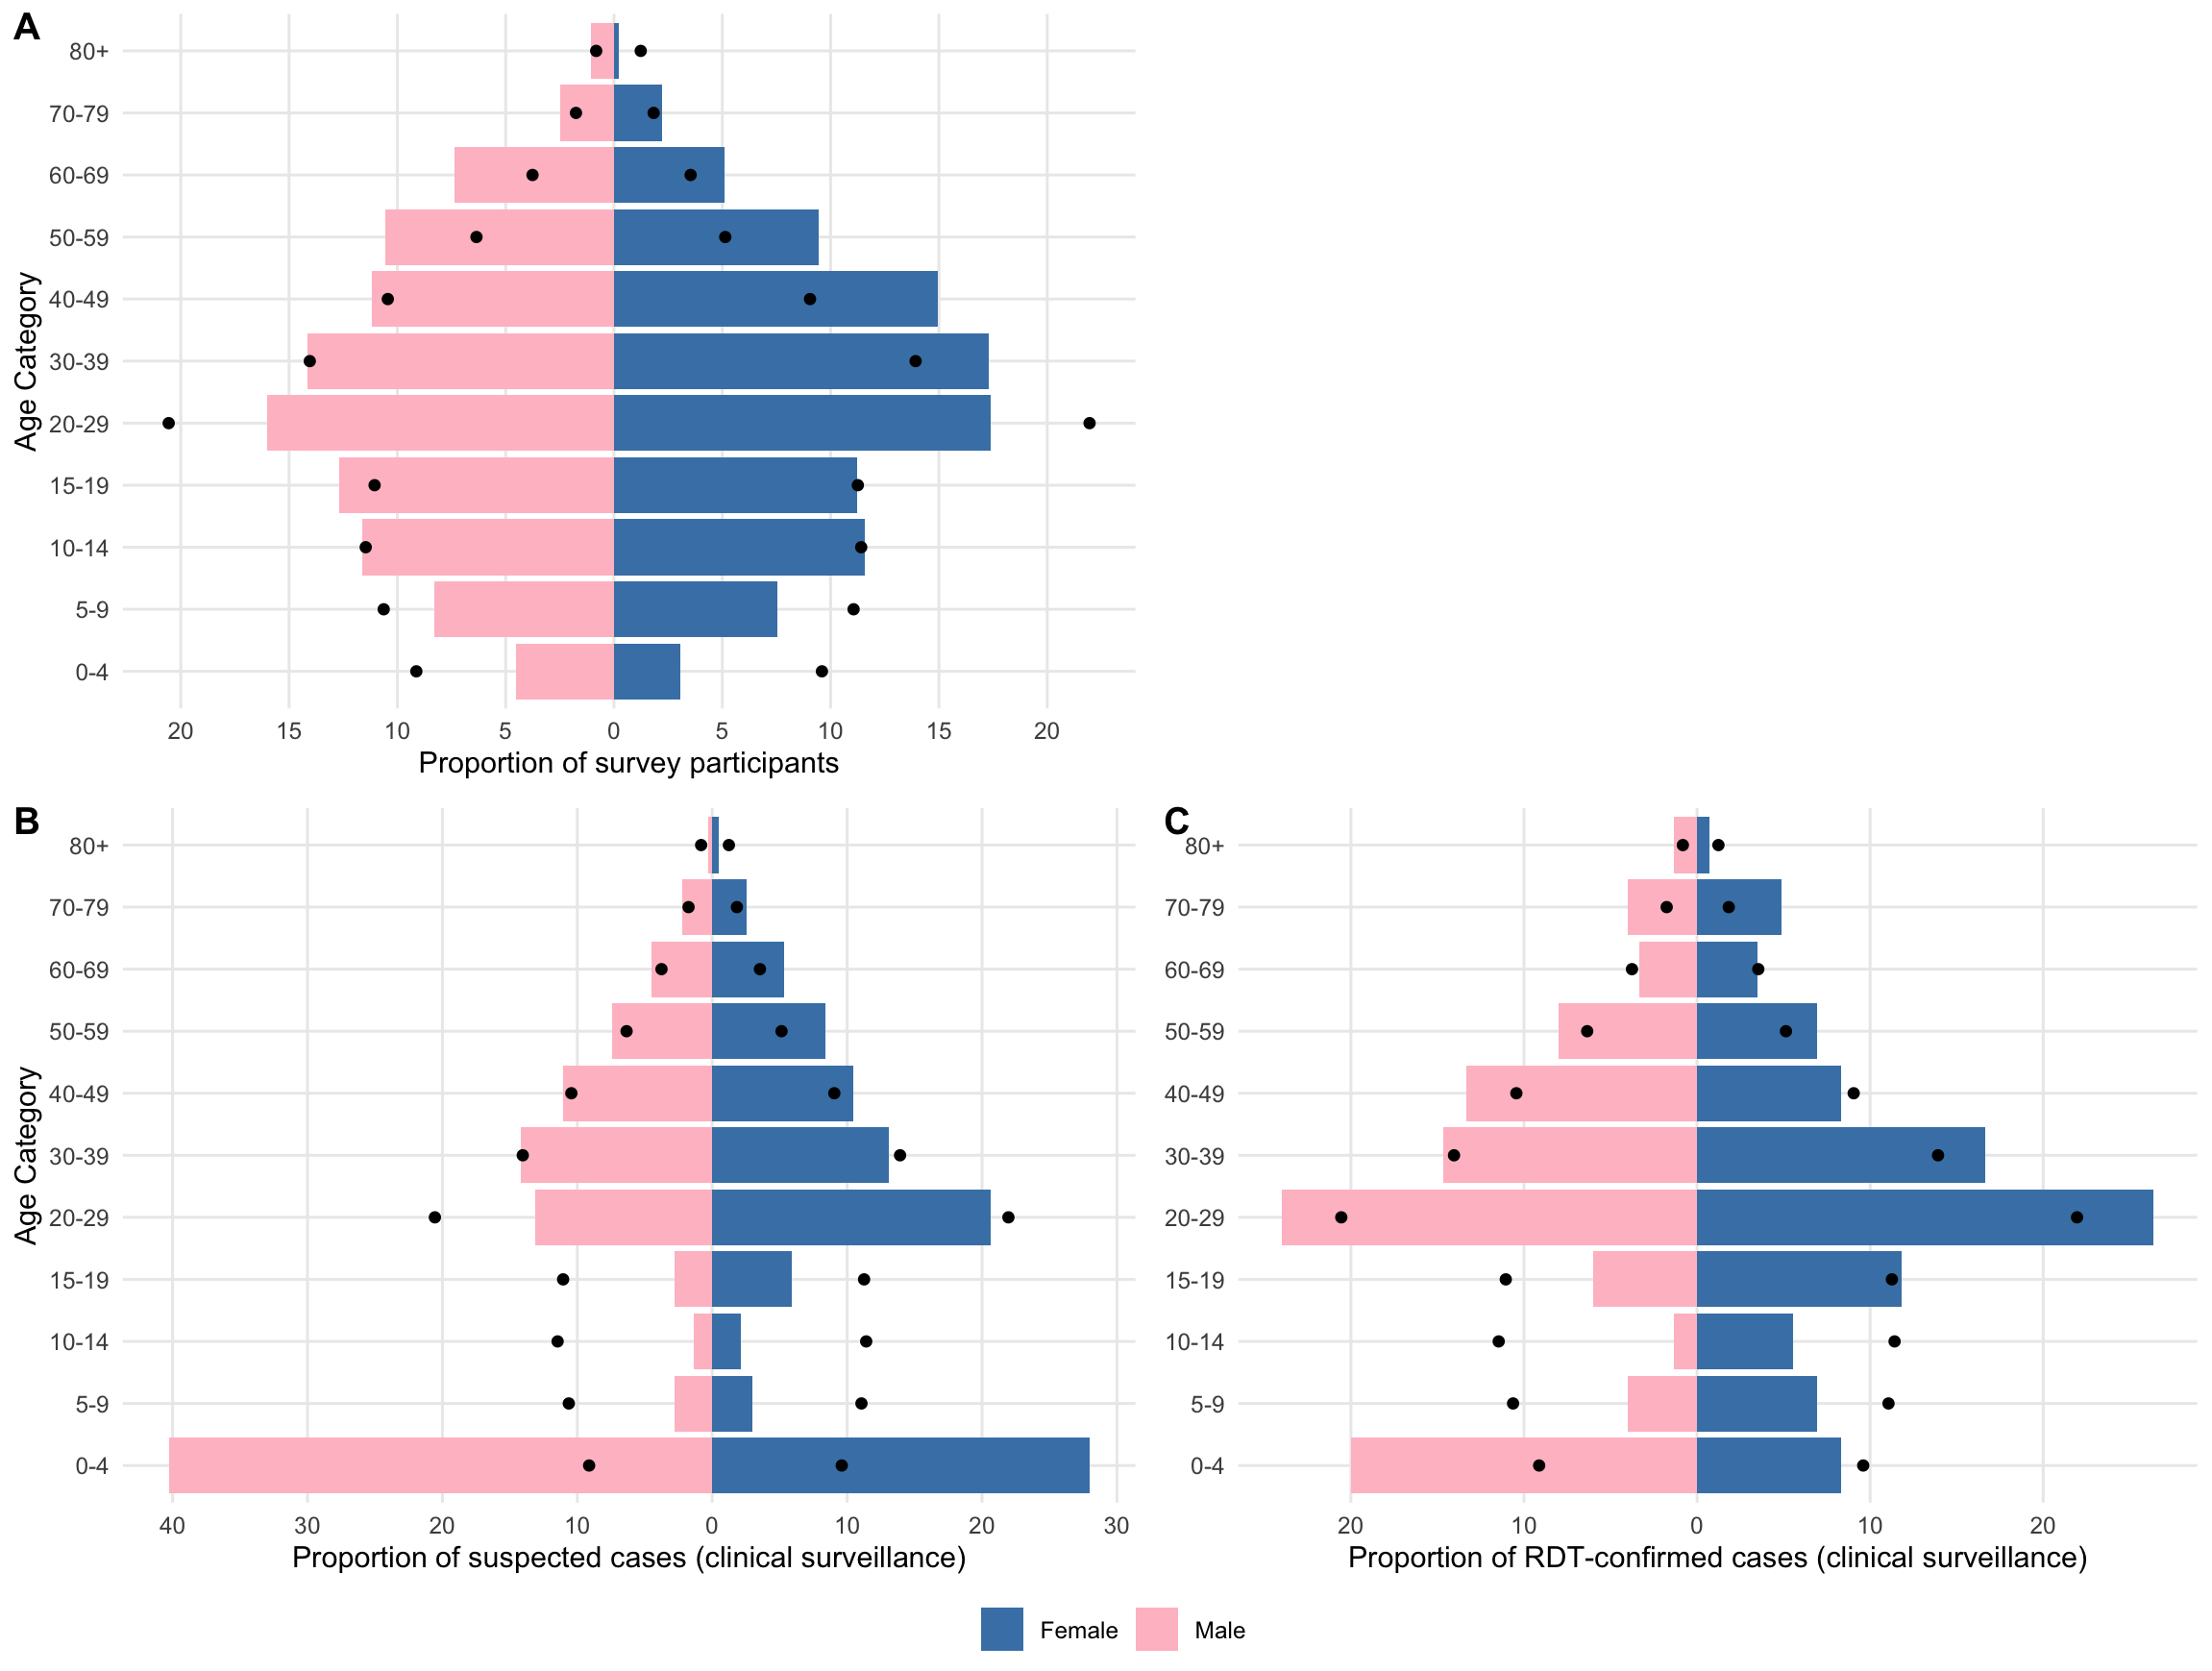 A
80+
70-79
60-69
50-59
40-49
30-39
20-29
15-19
10-14
5-9
0-4
Age Category
20 15 10 5 0 5 10 15 20
Proportion of survey participants
B
80+
70-79
60-69
50-59
40-49
30-39
20-29
15-19
10-14
5-9
0-4
Age Category
40 30 20 10 0 10 20 30
Proportion of suspected cases (clinical surveillance)
C
80+
70-79
60-69
50-59
40-49
30-39
20-29
15-19
10-14
5-9
0-4
20 10 0 10 20
Proportion of RDT-confirmed cases (clinical surveillance)
Female Male